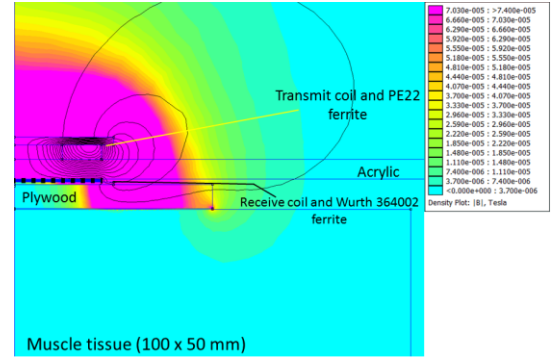 7.030e-005 : >7.400e-005
6.660e-005 : 7.030e-005
6.290e-005 : 6.660e-005
5.920e-005 : 6.290e-005
5.550e-005 : 5.920e-005
5.180e-005 : 5.550e-005
4.810e-005 : 5.180e-005
4.440e-005 : 4.810e-005
4.070e-005 : 4.440e-005
3.700e-005 : 4.070e-005
3.330e-005 : 3.700e-005
2.960e-005 : 3.330e-005
2.590e-005 : 2.960e-005
2.220e-005 : 2.590e-005
1.850e-005 : 2.220e-005
1.480e-005 : 1.850e-005
1.110e-005 : 1.480e-005
7.400e-006 : 1.110e-005
3.700e-006 : 7.400e-006
<0.000e+000 : 3.700e-006
Density Plot: |B|, Tesla
Transmit coil and PE22
ferrite
Acrylic
Plywood
Receive coil and Wurth 364002
ferrite
Muscle tissue (100 x 50 mm)